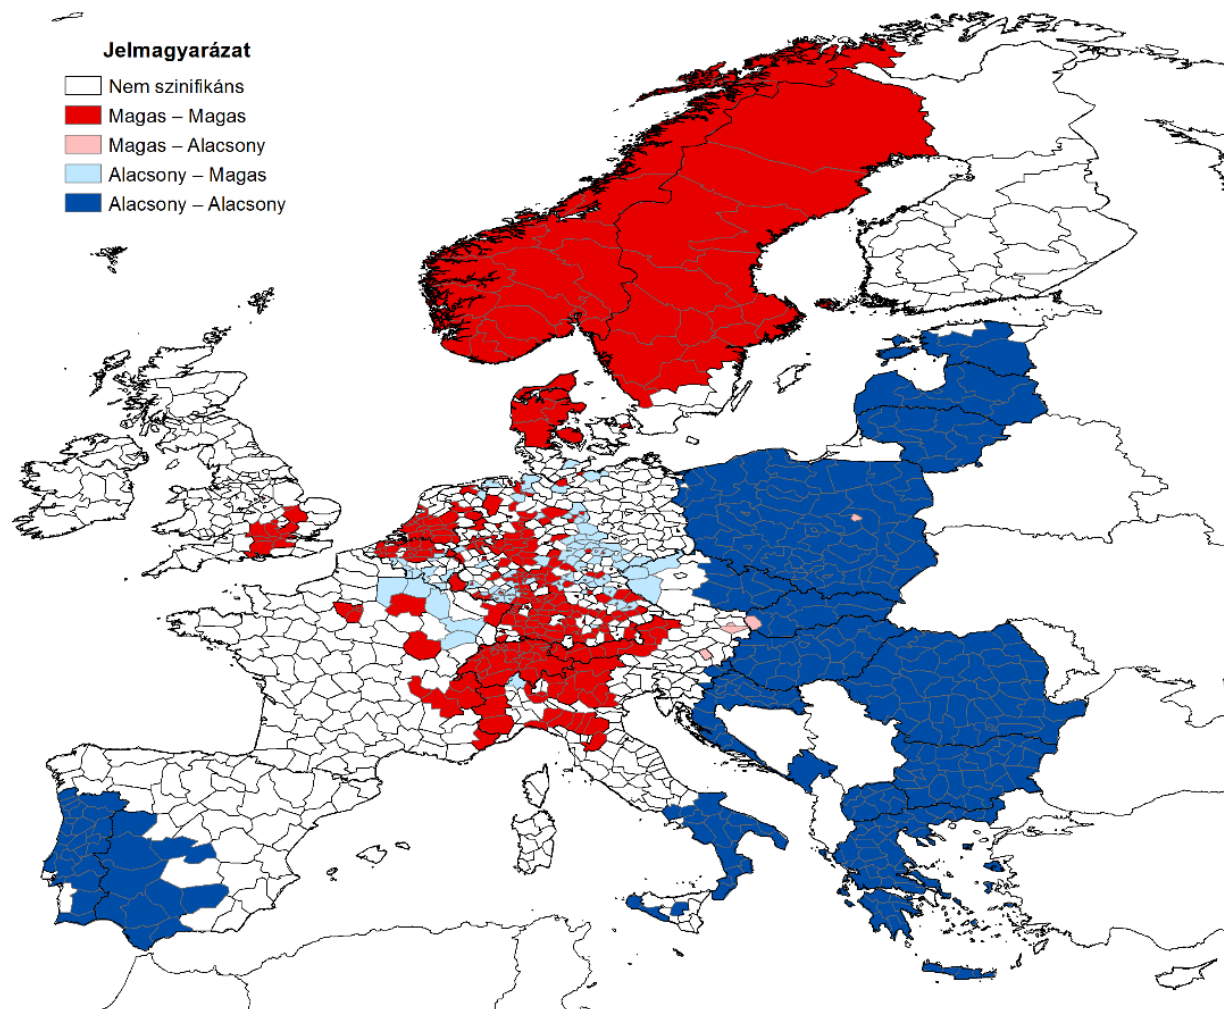 Jelmagyarázat
Nem szinifikáns
Magas – Magas
Magas – Alacsony
Alacsony – Magas
Alacsony – Alacsony